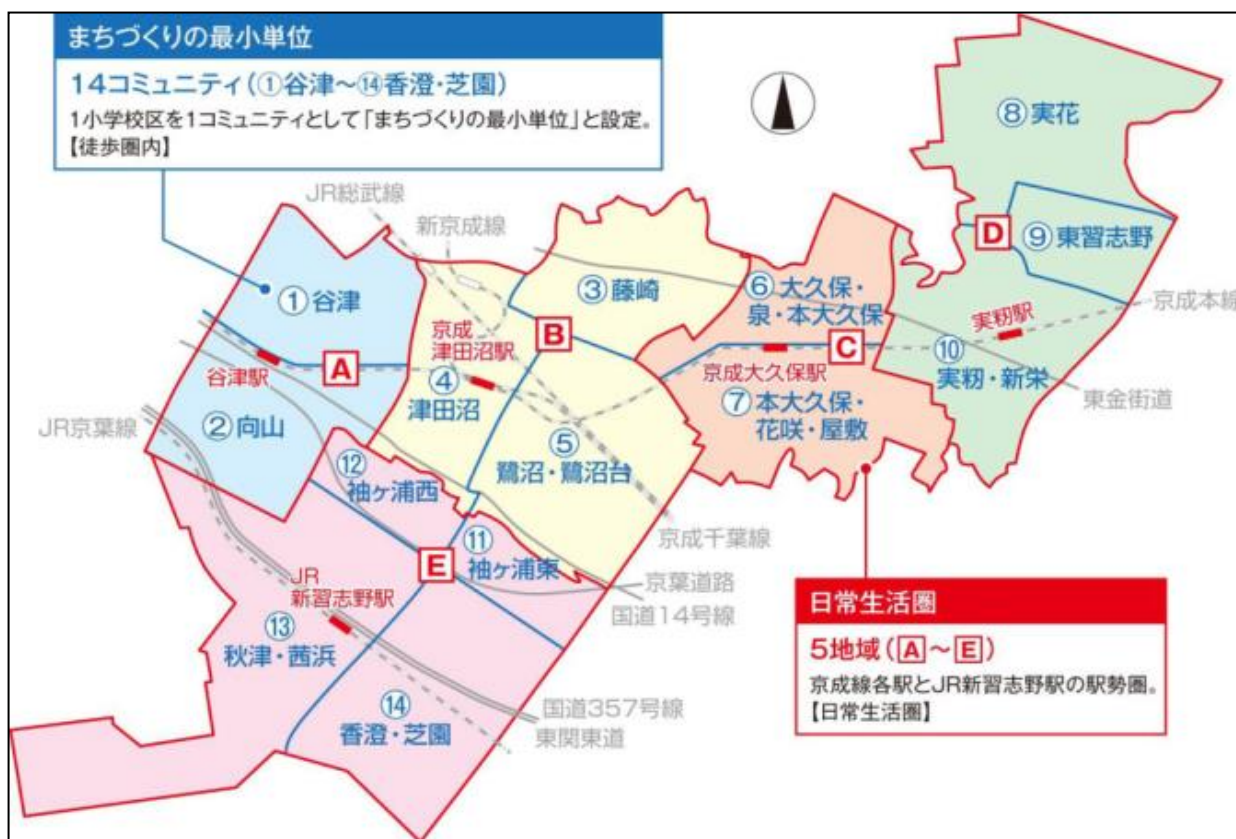 まちづくりの最小単位
14コミュニティ(①谷津～⑭香澄・芝園)
1小学校区を1コミュニティとして「まちづくりの最小単位」と設定。
【徒歩圏内】
JR総武線
新京成線
⑧実花
D
⑨東習志野
①谷津
③藤崎
⑥大久保・
泉・本大久保
京成本線
実籾駅
京成
津田沼駅
B
谷津駅
A
④
津田沼
京成大久保駅
C
⑩
実籾・新栄
東金街道
JR京葉線
②向山
⑤
鷺沼・鷺沼台
⑦本大久保・
花咲・屋敷
⑫
袖ヶ浦西
京成千葉線
E
⑪
袖ヶ浦東
京葉道路
国道14号線
JR
新習志野駅
⑬
秋津・茜浜
⑭
香澄・芝園
国道357号線
東関東道
日常生活圏
5地域(A～E)
京成線各駅とJR新習志野駅の駅勢圏。
【日常生活圏】